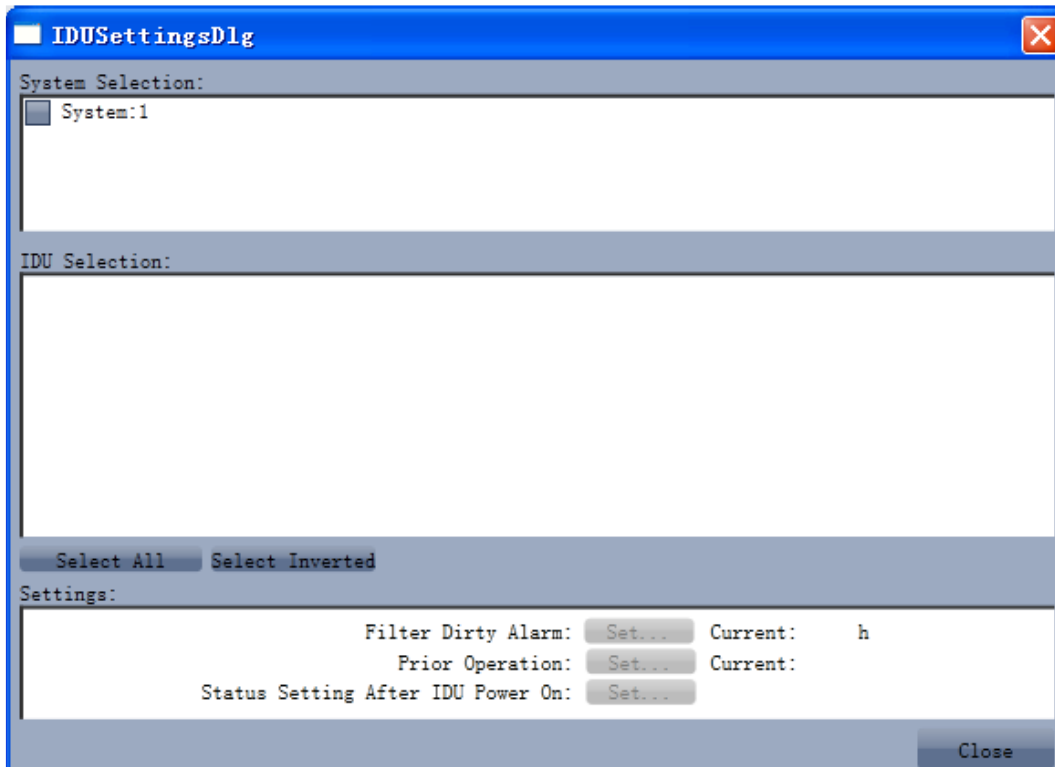 IDUSettingsDlg
System Selection:
System:1
IDU Selection:
Select All Select Inverted
Settings:
Filter Dirty Alarm: Set... Current: h
Prior Operation: Set... Current:
Status Setting After IDU Power On: Set...
Close